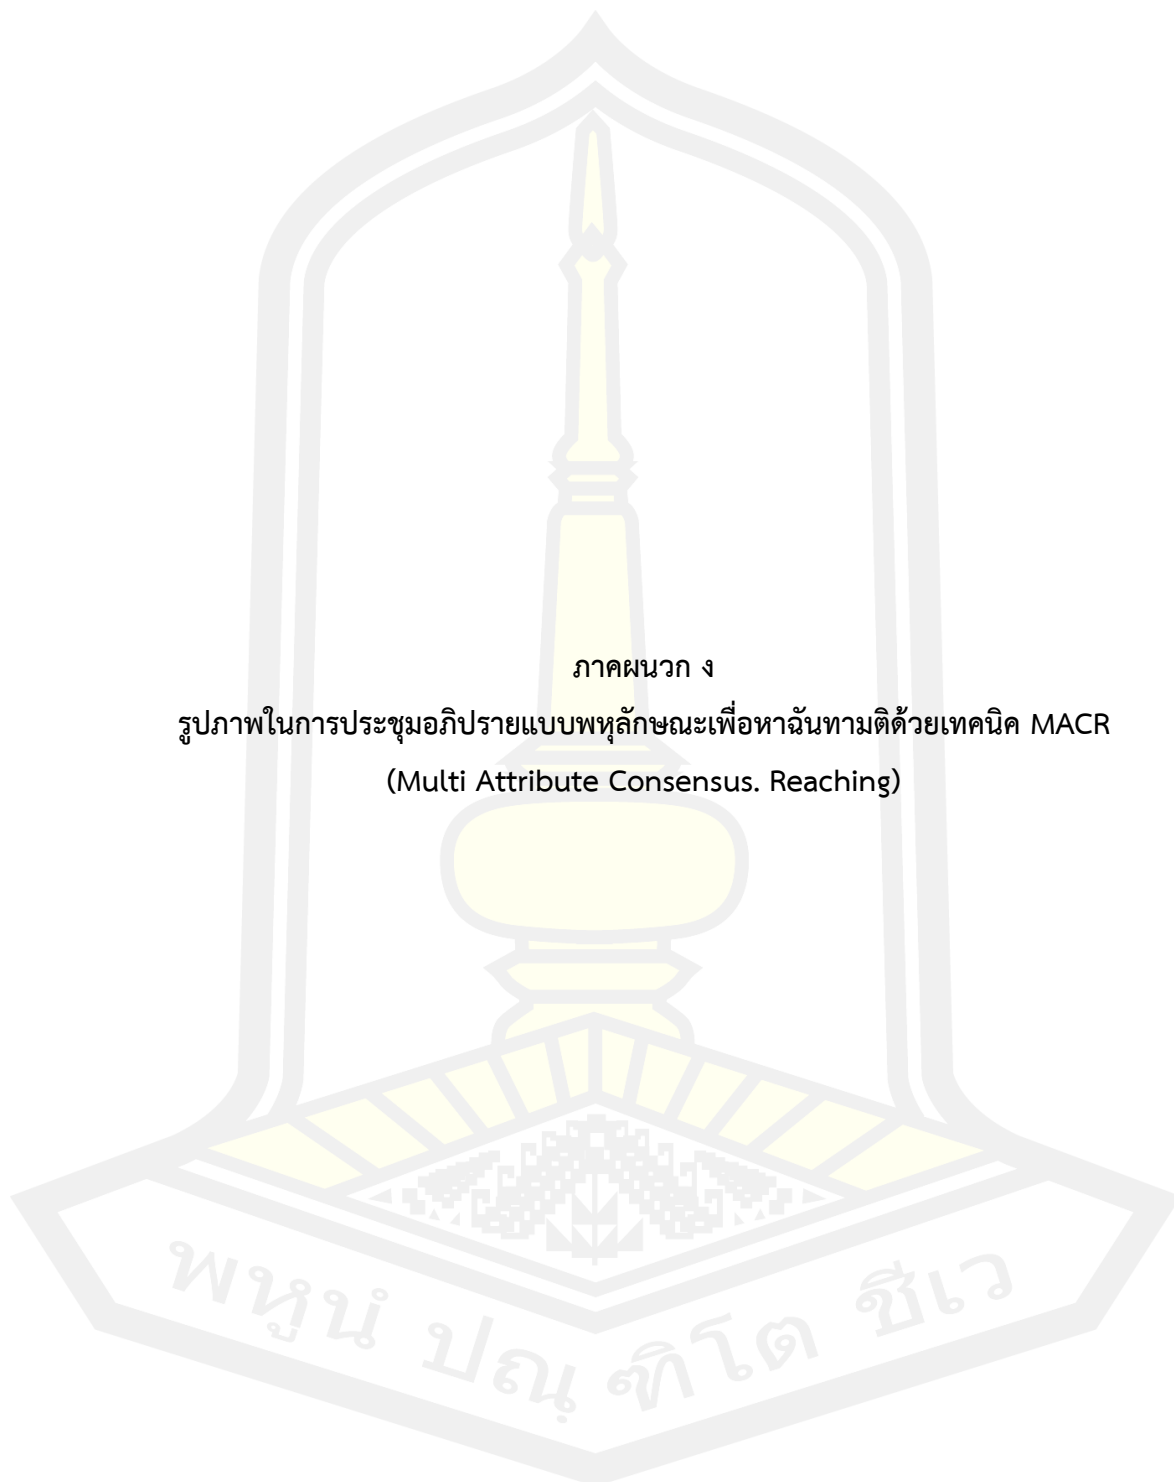 ภาคผนวก ง
รูปภาพในการประชุมอภิปรายแบบพหุลักษณะเพื่อหาฉันทามติด้วยเทคนิค MACR
(Multi Attribute Consensus. Reaching)
พหูนํ ปณฺฑิโต ชีเว